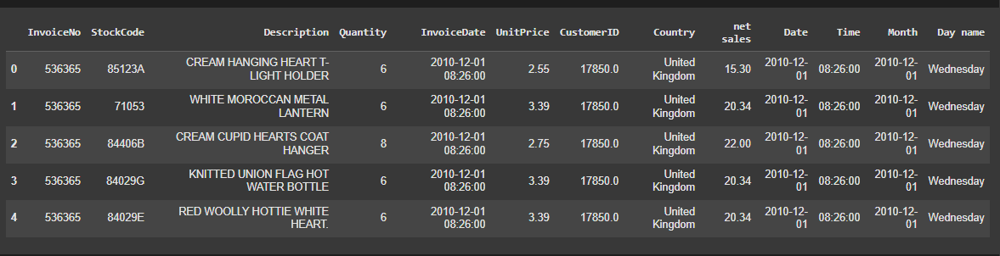 InvoiceNo StockCode Description Quantity InvoiceDate UnitPrice CustomerID Country net sales Date Time Month Day name
0 536365 85123A CREAM HANGING HEART T-LIGHT HOLDER 6 2010-12-01 08:26:00 2.55 17850.0 United Kingdom 15.30 2010-12-01 08:26:00 2010-12-01 Wednesday
1 536365 71053 WHITE MOROCCAN METAL LANTERN 6 2010-12-01 08:26:00 3.39 17850.0 United Kingdom 20.34 2010-12-01 08:26:00 2010-12-01 Wednesday
2 536365 84406B CREAM CUPID HEARTS COAT HANGER 8 2010-12-01 08:26:00 2.75 17850.0 United Kingdom 22.00 2010-12-01 08:26:00 2010-12-01 Wednesday
3 536365 84029G KNITTED UNION FLAG HOT WATER BOTTLE 6 2010-12-01 08:26:00 3.39 17850.0 United Kingdom 20.34 2010-12-01 08:26:00 2010-12-01 Wednesday
4 536365 84029E RED WOOLLY HOTTIE WHITE HEART. 6 2010-12-01 08:26:00 3.39 17850.0 United Kingdom 20.34 2010-12-01 08:26:00 2010-12-01 Wednesday